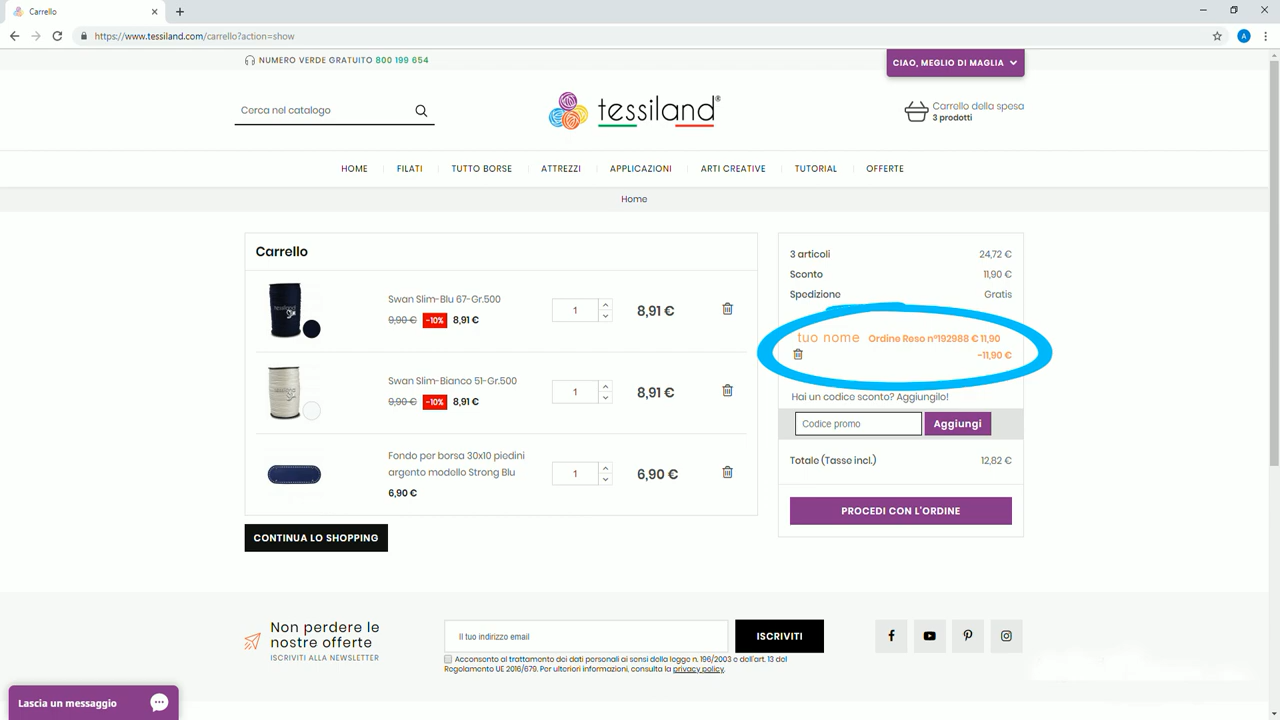 Carrello
https://www.tessiland.com/carrello?action=show
A
NUMERO VERDE GRATUITO 800 199 654
CIAO, MEGLIO DI MAGLIA
Cerca nel catalogo
tessiland®
Carrello della spesa
3 prodotti
HOME
FILATI
TUTTO BORSE
ATTREZZI
APPLICAZIONI
ARTI CREATIVE
TUTORIAL
OFFERTE
Home
Carrello
Swan Slim-Blu 67-Gr.500
9,90 € -10% 8,91 €
1
8,91 €
Swan Slim-Bianco 51-Gr.500
9,90 € -10% 8,91 €
1
8,91 €
Fondo per borsa 30x10 piedini
argento modello Strong Blu
6,90 €
1
6,90 €
CONTINUA LO SHOPPING
3 articoli 24,72 €
Sconto 11,90 €
Spedizione Gratis
tuo nome Ordine Reso n°192988 € 11,90
-11,90 €
Hai un codice sconto? Aggiungilo!
Codice promo Aggiungi
Totale (Tasse incl.) 12,82 €
PROCEDI CON L'ORDINE
Non perdere le
nostre offerte
ISCRIVITI ALLA NEWSLETTER
Il tuo indirizzo email
ISCRIVITI
Acconsento al trattamento dei dati personali ai sensi della legge n. 196/2003 e dell'art. 13 del
Regolamento UE 2016/679. Per ulteriori informazioni, consulta la privacy policy.
Lascia un messaggio